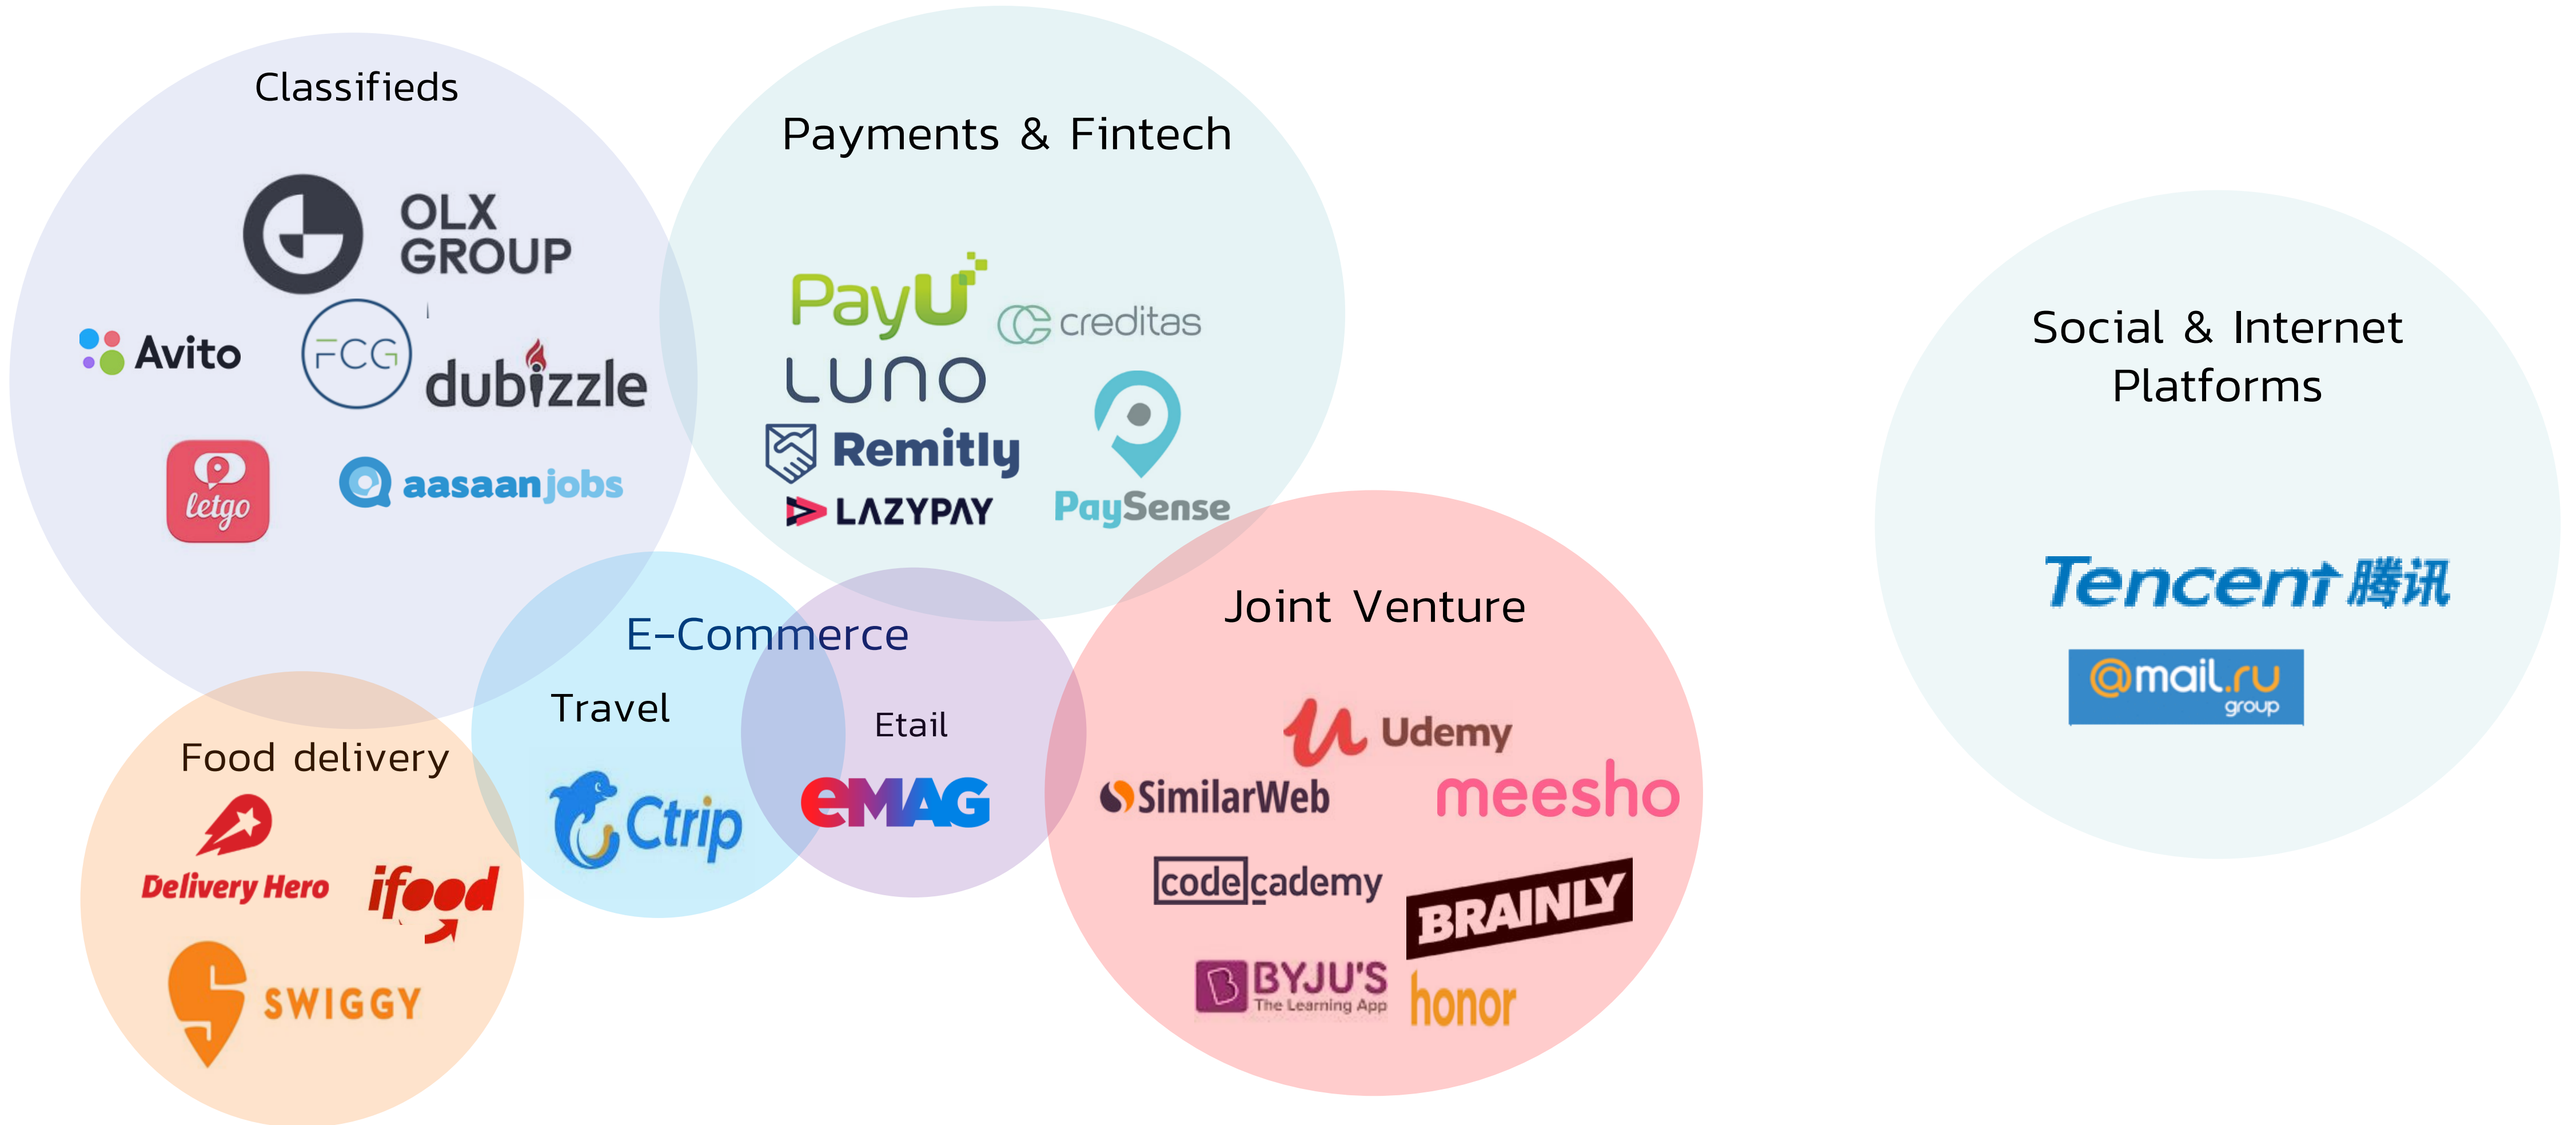 Classifieds
OLX
GROUP
Avito
FCG
dubizzle
letgo
aasaanjobs
Payments & Fintech
PayU
creditas
LUNO
Remitly
LAZYPAY
PaySense
Social & Internet
Platforms
Tencent 腾讯
@mail.ru
group
E-Commerce
Travel
Ctrip
Etail
eMAG
Food delivery
Delivery Hero
ifood
SWIGGY
Joint Venture
Udemy
SimilarWeb
meesho
codecademy
BRAINLY
BYJU'S
The Learning App
honor